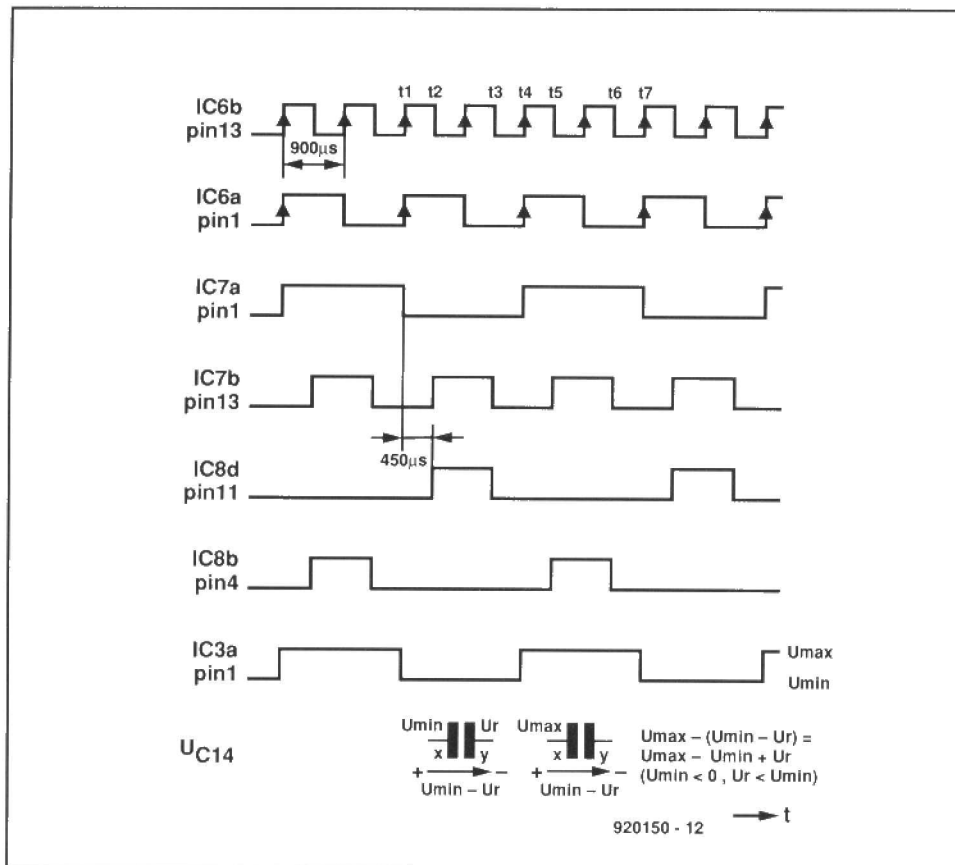 t1 t2 t3 t4 t5 t6 t7
IC6b
pin13
900µs
IC6a
pin1
IC7a
pin1
IC7b
pin13
450µs
IC8d
pin11
IC8b
pin4
IC3a
pin1
Umax
Umin
UC14
Umin Ur
x y
+ −
Umin − Ur
Umax
x y
+ −
Umin − Ur
Umax − (Umin − Ur) =
Umax − Umin + Ur
(Umin < 0 , Ur < Umin)
t
920150 - 12